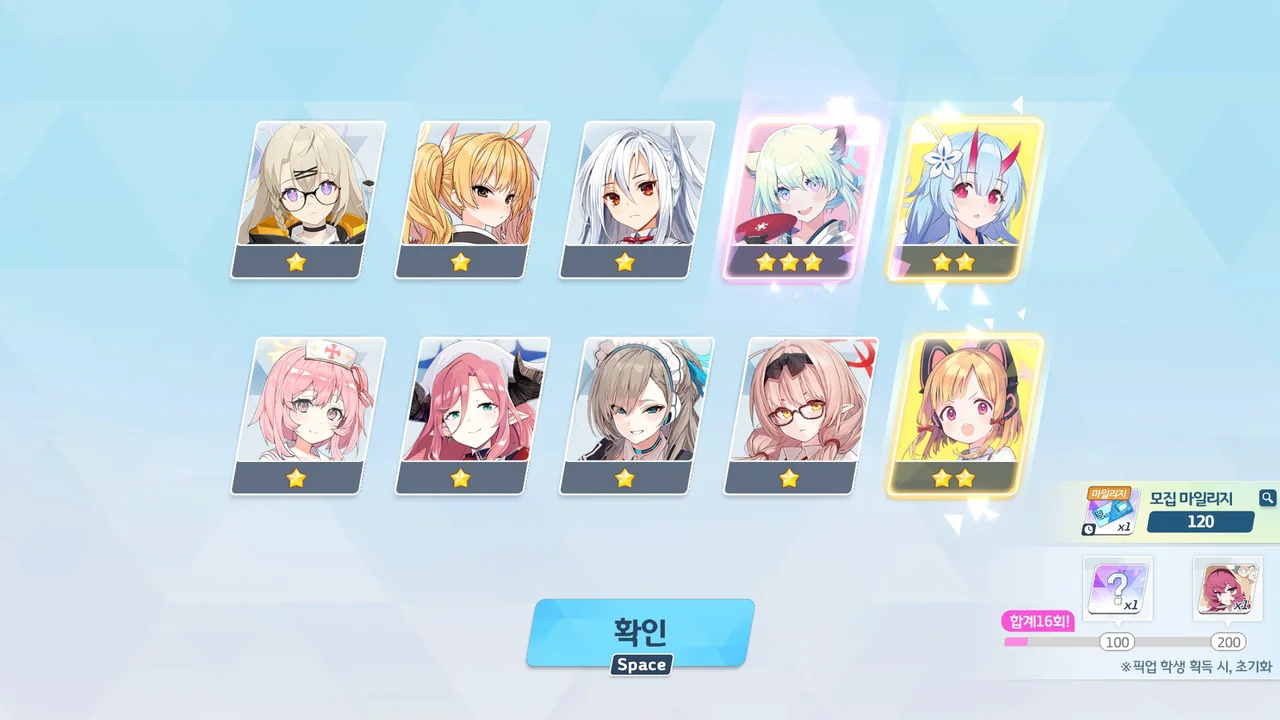 마일리지
x1
모집 마일리지
120
x1
x1
합계16회!
100
200
※픽업 학생 획득 시, 초기화
확인
Space